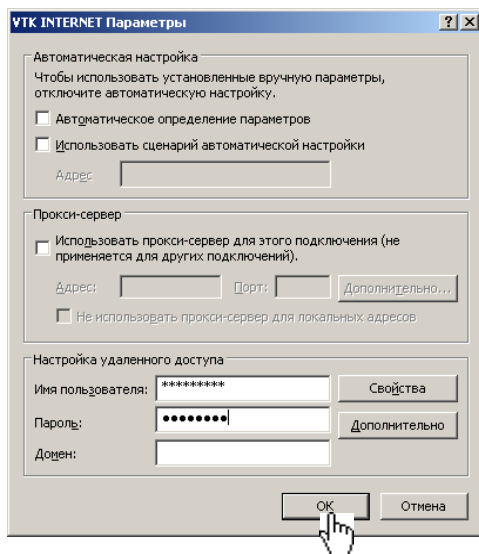 VTK INTERNET Параметры
Автоматическая настройка
Чтобы использовать установленные вручную параметры,
отключите автоматическую настройку.
Автоматическое определение параметров
Использовать сценарий автоматической настройки
Адрес
Прокси-сервер
Использовать прокси-сервер для этого подключения (не
применяется для других подключений).
Адрес: Порт: Дополнительно...
Не использовать прокси-сервер для локальных адресов
Настройка удаленного доступа
Имя пользователя: ********* Свойства
Пароль: ●●●●●●●● Дополнительно
Домен:
OK Отмена